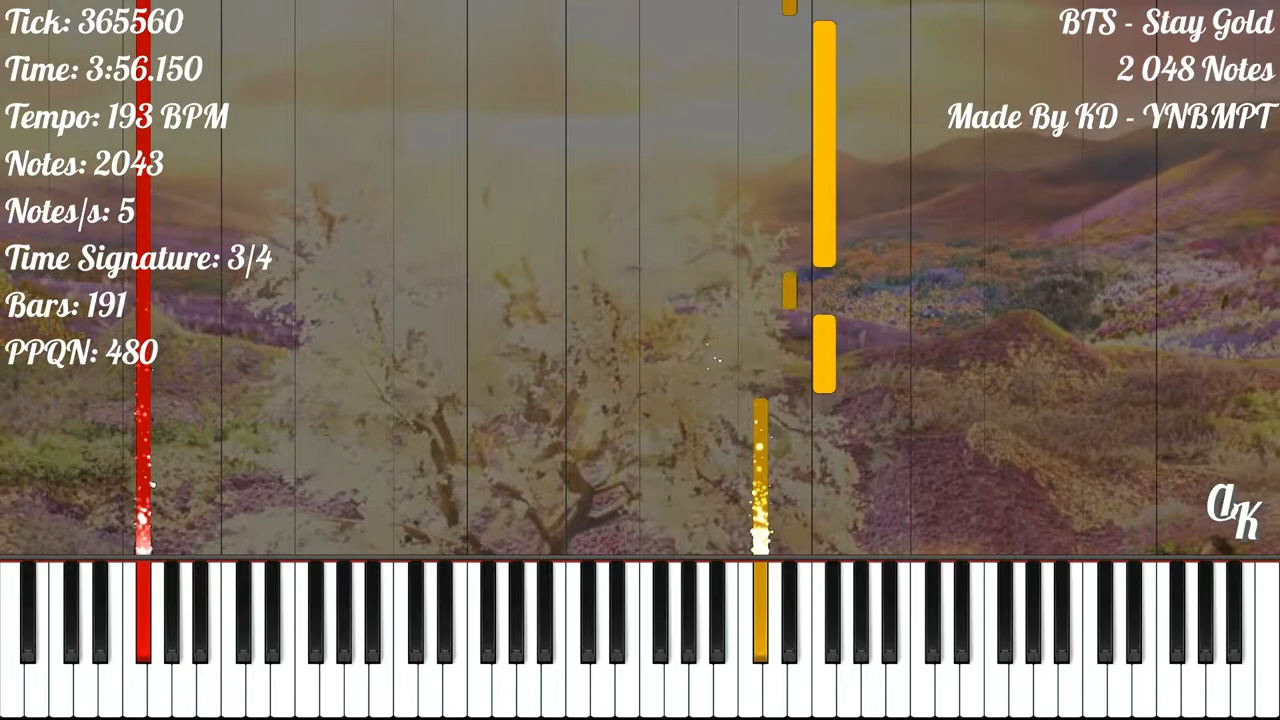 Tick: 365560
Time: 3:56.150
Tempo: 193 BPM
Notes: 2043
Notes/s: 5
Time Signature: 3/4
Bars: 191
PPQN: 480
BTS - Stay Gold
2 048 Notes
Made By KD - YNBMPT